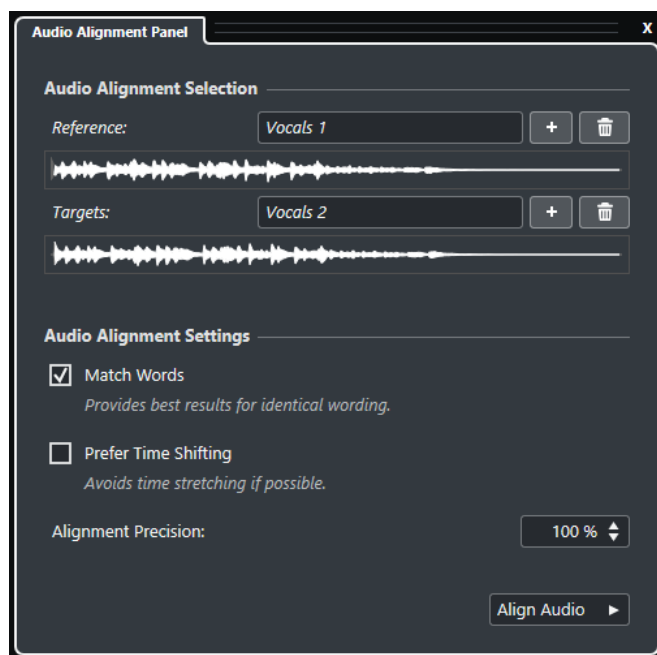 Audio Alignment Panel X
Audio Alignment Selection
Reference: Vocals 1 +
Targets: Vocals 2 +
Audio Alignment Settings
Match Words
Provides best results for identical wording.
Prefer Time Shifting
Avoids time stretching if possible.
Alignment Precision: 100 %
Align Audio